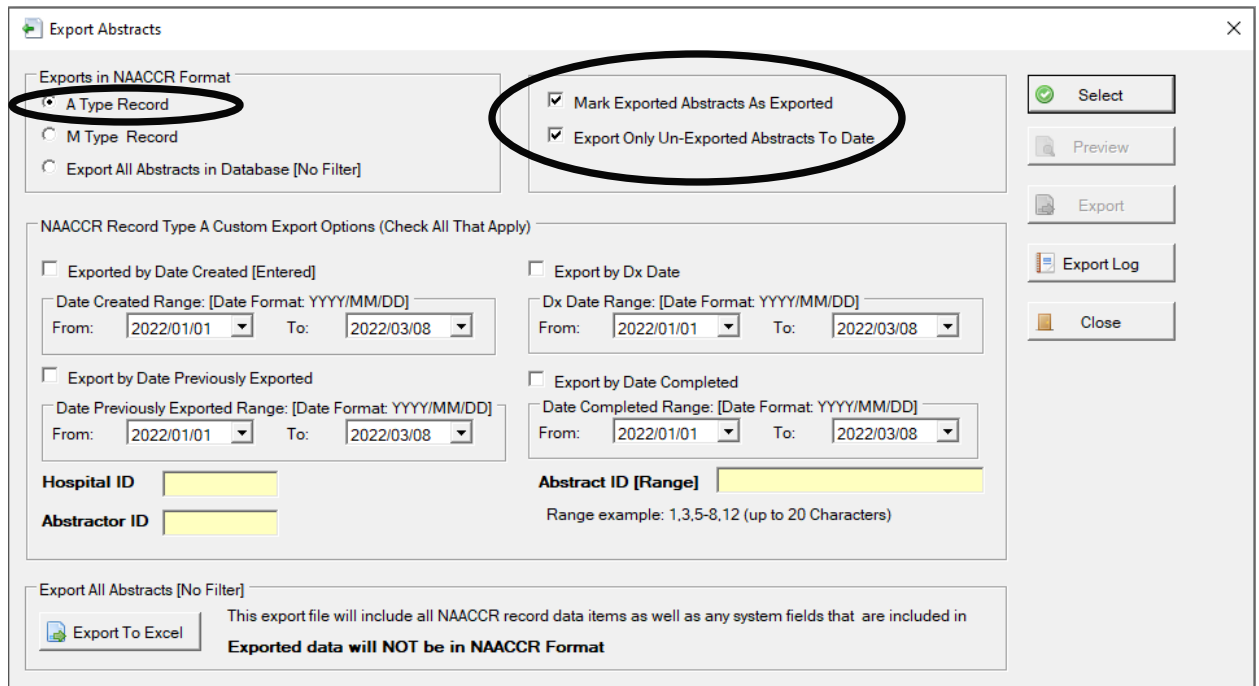 Export Abstracts
Exports in NAACCR Format
A Type Record
M Type Record
Export All Abstracts in Database [No Filter]
Mark Exported Abstracts As Exported
Export Only Un-Exported Abstracts To Date
Select
Preview
Export
Export Log
Close
NAACCR Record Type A Custom Export Options (Check All That Apply)
Exported by Date Created [Entered]
Date Created Range: [Date Format: YYYY/MM/DD]
From: 2022/01/01 To: 2022/03/08
Export by Dx Date
Dx Date Range: [Date Format: YYYY/MM/DD]
From: 2022/01/01 To: 2022/03/08
Export by Date Previously Exported
Date Previously Exported Range: [Date Format: YYYY/MM/DD]
From: 2022/01/01 To: 2022/03/08
Export by Date Completed
Date Completed Range: [Date Format: YYYY/MM/DD]
From: 2022/01/01 To: 2022/03/08
Hospital ID
Abstractor ID
Abstract ID [Range]
Range example: 1,3,5-8,12 (up to 20 Characters)
Export All Abstracts [No Filter]
Export To Excel
This export file will include all NAACCR record data items as well as any system fields that are included in
Exported data will NOT be in NAACCR Format